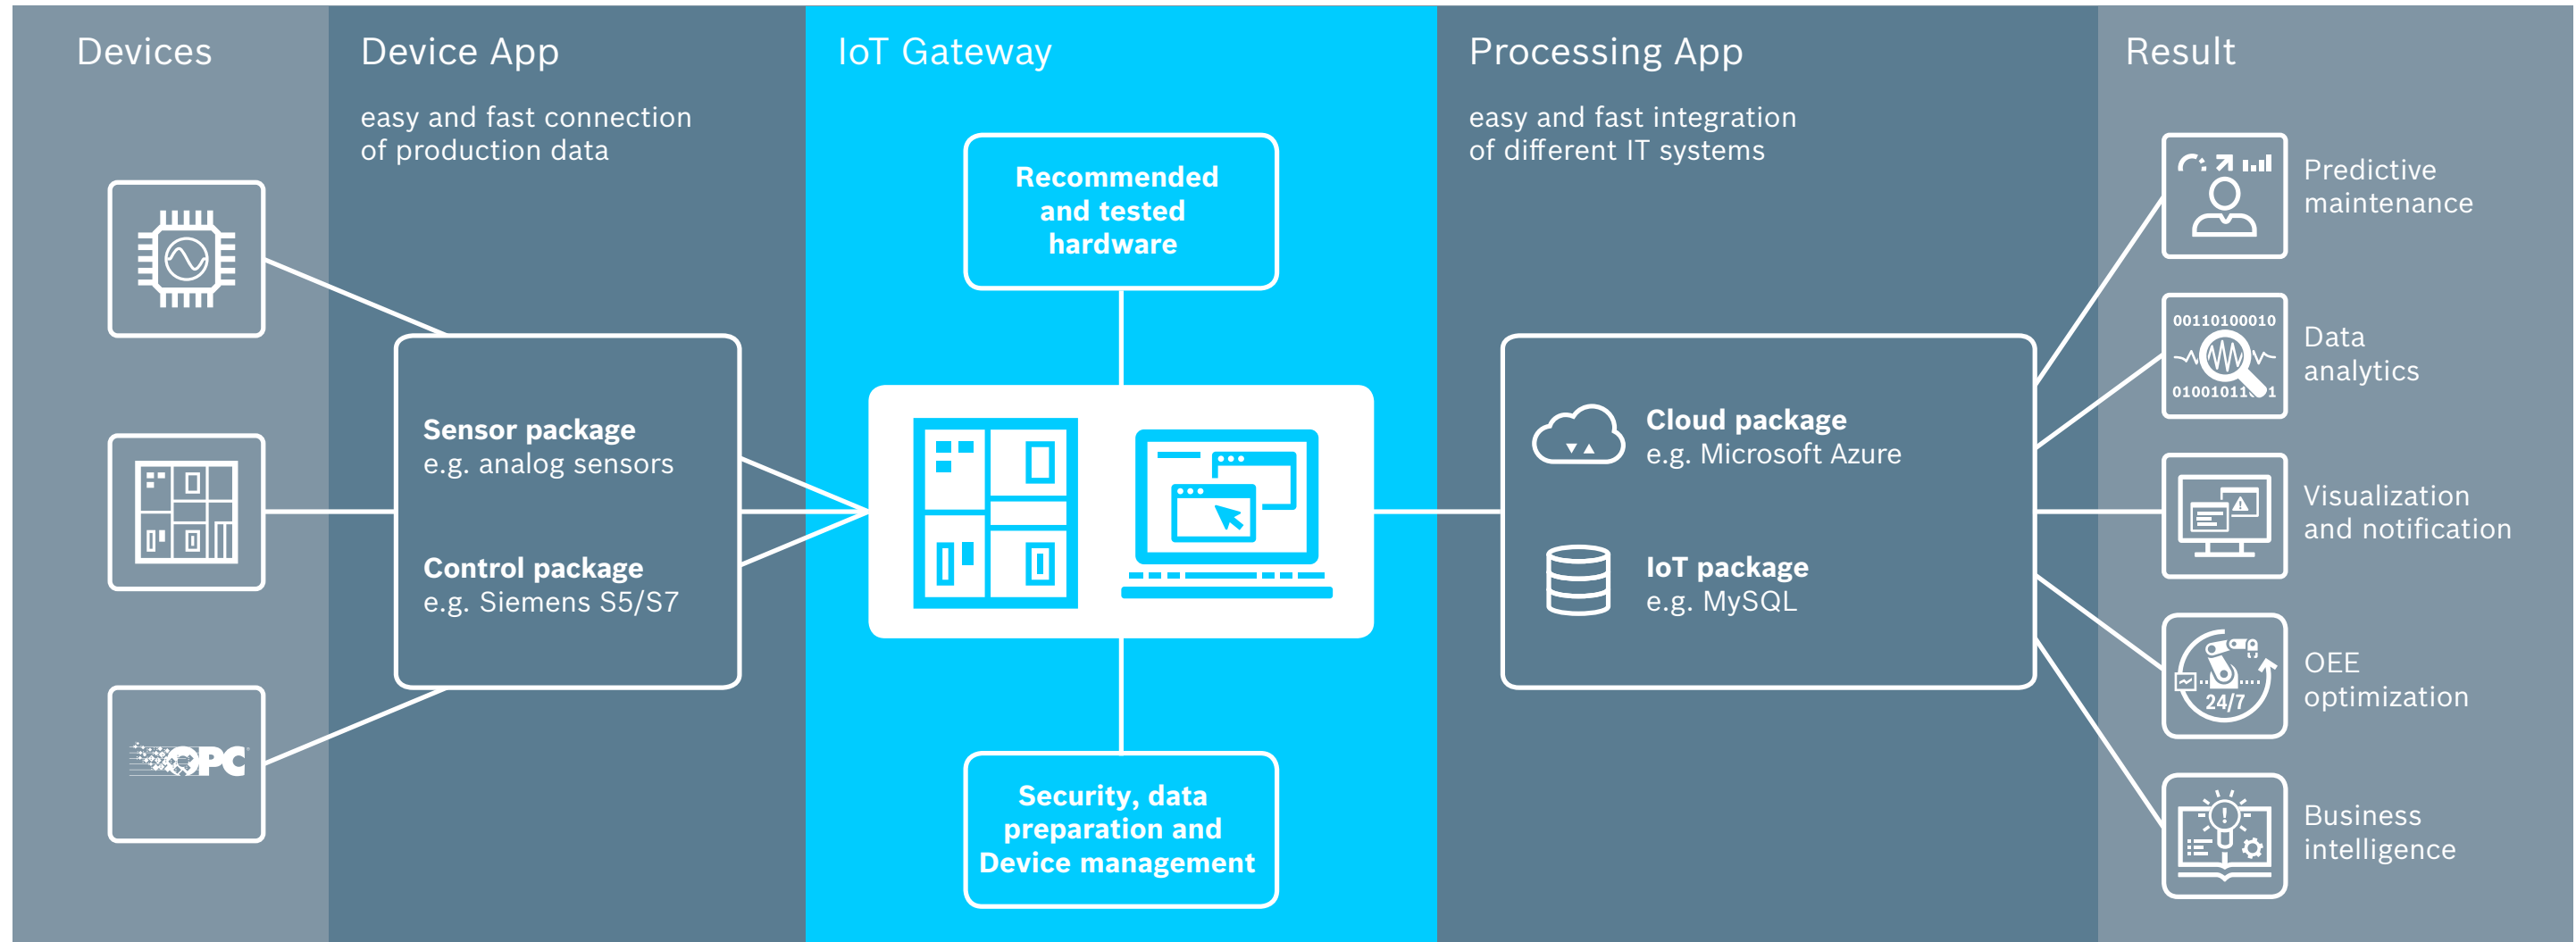 Devices
Device App
easy and fast connection
of production data
Sensor package
e.g. analog sensors
Control package
e.g. Siemens S5/S7
OPC
IoT Gateway
Recommended
and tested
hardware
Security, data
preparation and
Device management
Processing App
easy and fast integration
of different IT systems
Cloud package
e.g. Microsoft Azure
IoT package
e.g. MySQL
Result
Predictive
maintenance
00110100010
Data
analytics
Visualization
and notification
24/7
OEE
optimization
Business
intelligence